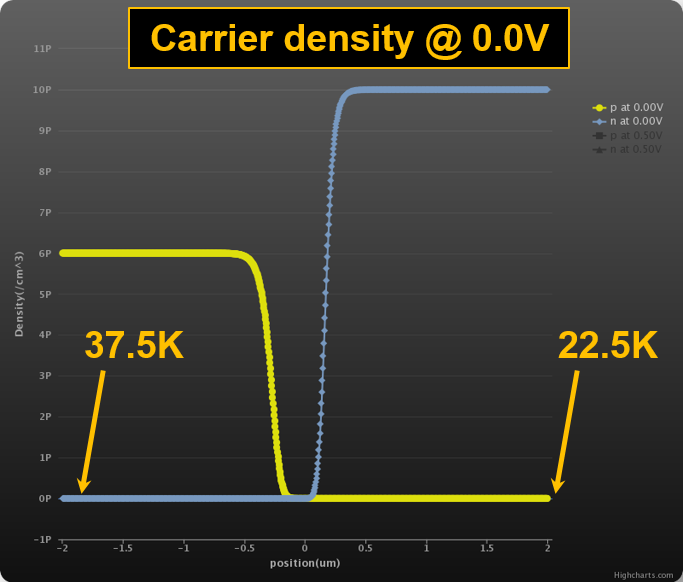 Carrier density @ 0.0V
11P
10P
9P
8P
7P
6P
5P
4P
3P
2P
1P
0P
-1P
Density(/cm^3)
37.5K
22.5K
p at 0.00V
n at 0.00V
p at 0.50V
n at 0.50V
-2 -1.5 -1 -0.5 0 0.5 1 1.5 2
position(um)
Highcharts.com